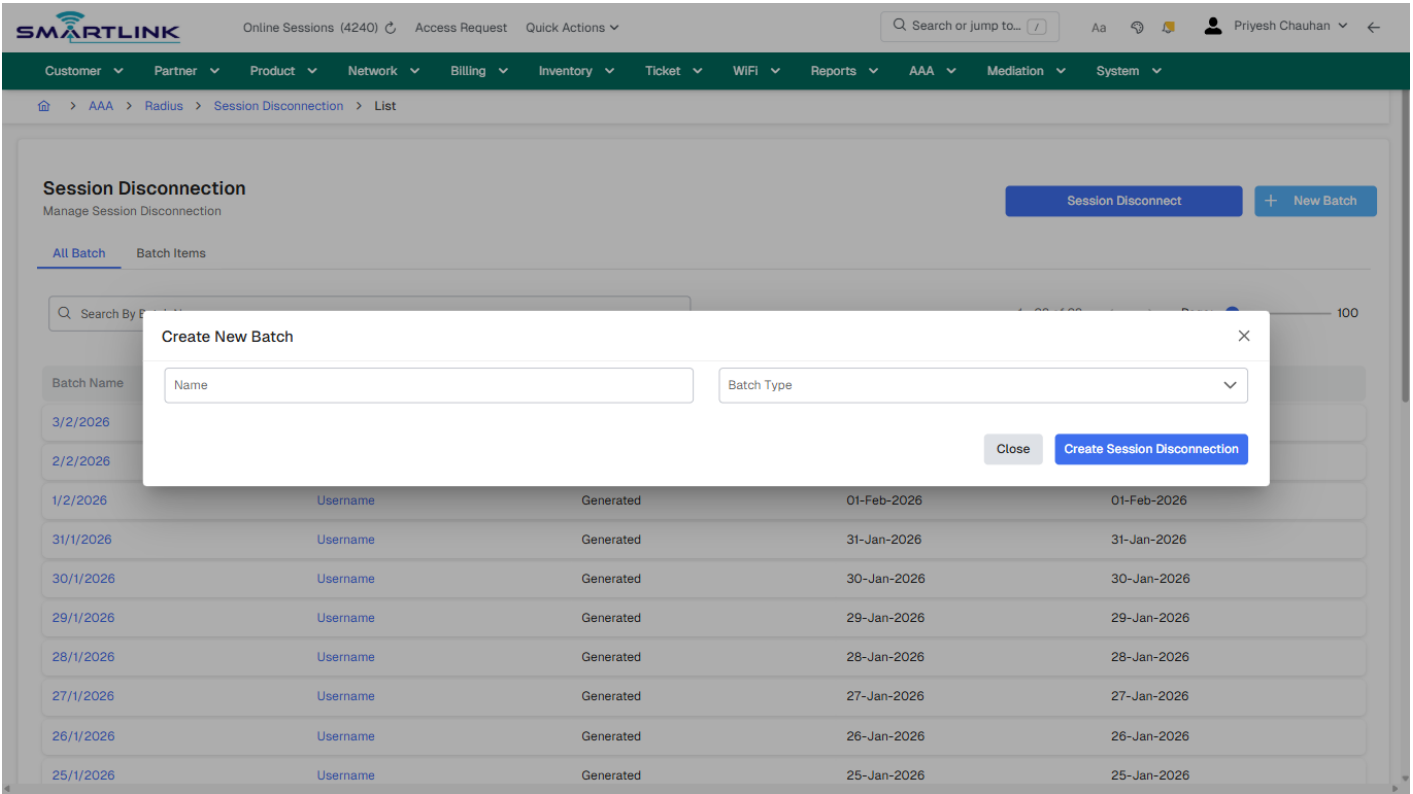 SMARTLINK
Online Sessions (4240) Access Request Quick Actions
Search or jump to... /
Aa
Priyesh Chauhan
Customer Partner Product Network Billing Inventory Ticket WiFi Reports AAA Mediation System
> AAA > Radius > Session Disconnection > List
Session Disconnection
Manage Session Disconnection
Session Disconnect
+ New Batch
All Batch Batch Items
Search By
100
Create New Batch
Name
Batch Type
Close
Create Session Disconnection
Batch Name
3/2/2026
2/2/2026
1/2/2026 Username Generated 01-Feb-2026 01-Feb-2026
31/1/2026 Username Generated 31-Jan-2026 31-Jan-2026
30/1/2026 Username Generated 30-Jan-2026 30-Jan-2026
29/1/2026 Username Generated 29-Jan-2026 29-Jan-2026
28/1/2026 Username Generated 28-Jan-2026 28-Jan-2026
27/1/2026 Username Generated 27-Jan-2026 27-Jan-2026
26/1/2026 Username Generated 26-Jan-2026 26-Jan-2026
25/1/2026 Username Generated 25-Jan-2026 25-Jan-2026